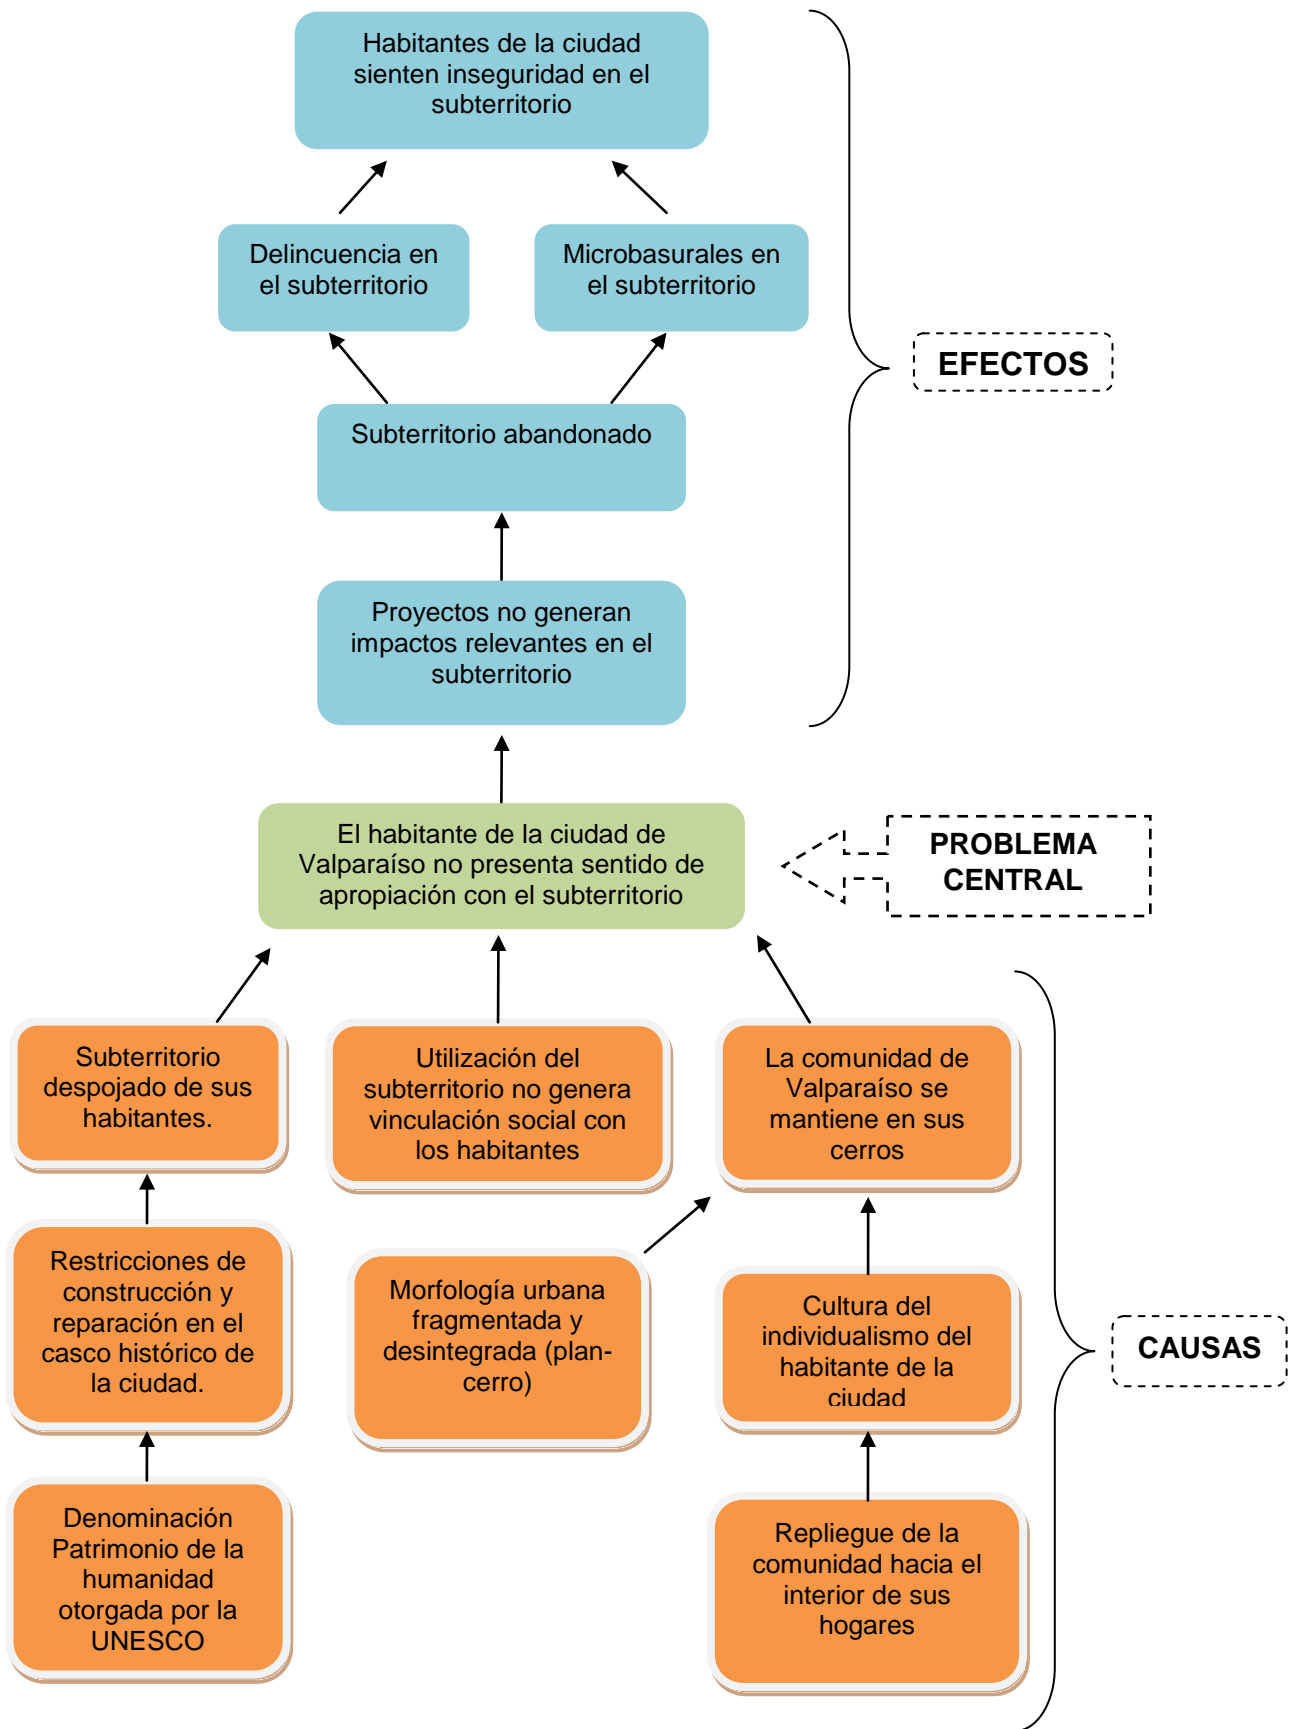 Habitantes de la ciudad
sienten inseguridad en el
subterritorio
Delincuencia en
el subterritorio
Microbasurales en
el subterritorio
EFECTOS
Subterritorio abandonado
Proyectos no generan
impactos relevantes en el
subterritorio
El habitante de la ciudad de
Valparaíso no presenta sentido de
apropiación con el subterritorio
PROBLEMA
CENTRAL
Subterritorio
despojado de sus
habitantes.
Utilización del
subterritorio no genera
vinculación social con
los habitantes
La comunidad de
Valparaíso se
mantiene en sus
cerros
Restricciones de
construcción y
reparación en el
casco histórico de
la ciudad.
Morfología urbana
fragmentada y
desintegrada (plan-
cerro)
Cultura del
individualismo del
habitante de la
ciudad
CAUSAS
Denominación
Patrimonio de la
humanidad
otorgada por la
UNESCO
Repliegue de la
comunidad hacia el
interior de sus
hogares